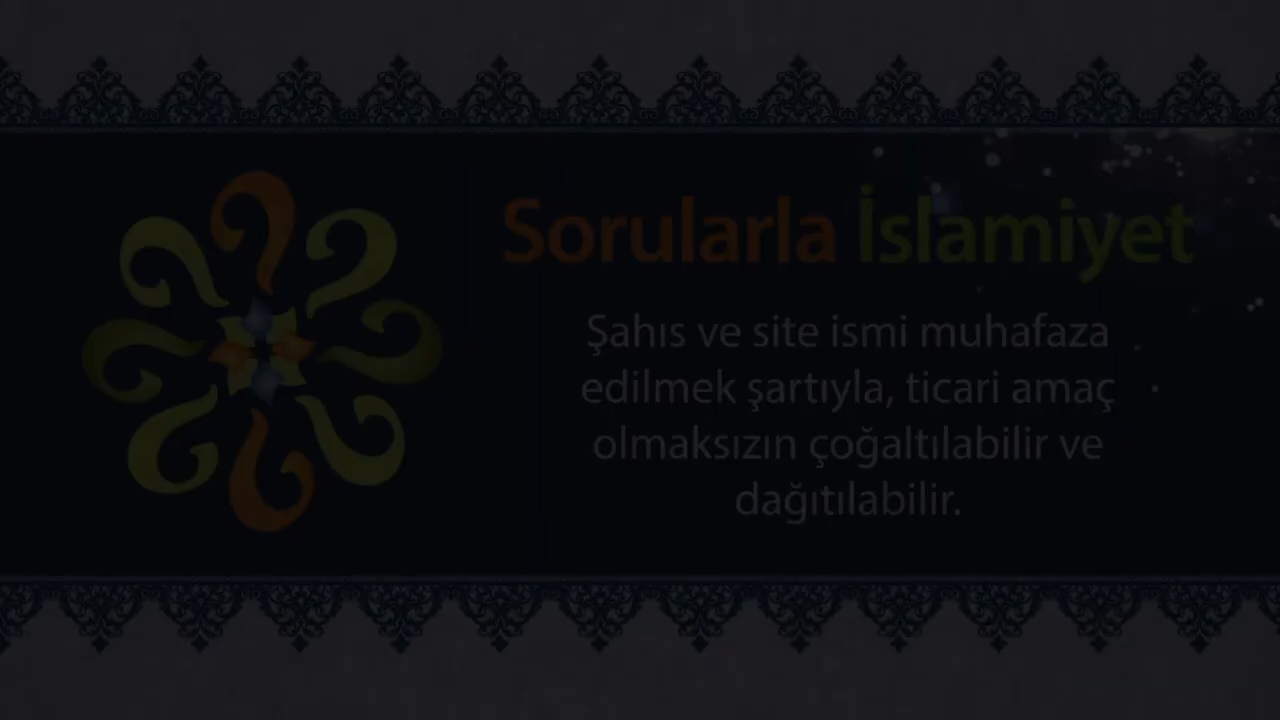 Sorularla İslamiyet
Şahıs ve site ismi muhafaza
edilmek şartıyla, ticari amaç
olmaksızın çoğaltılabilir ve
dağıtılabilir.